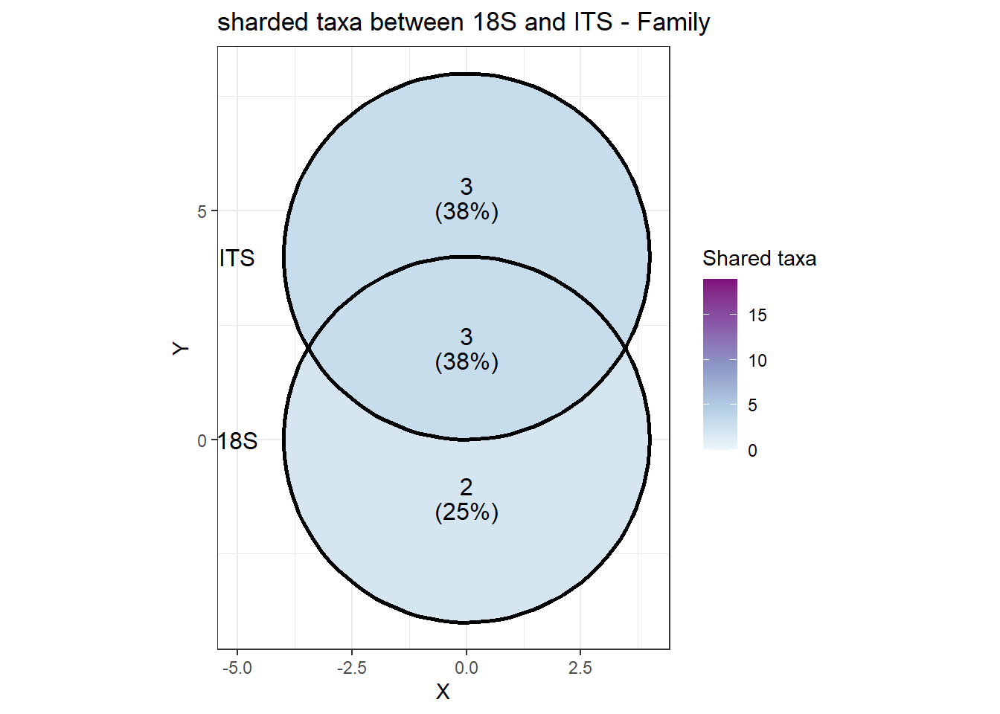 sharded taxa between 18S and ITS - Family
3
(38%)
5
ITS
Shared taxa
15
10
5
0
3
(38%)
Y
0
18S
2
(25%)
-5.0
-2.5
0.0
2.5
X